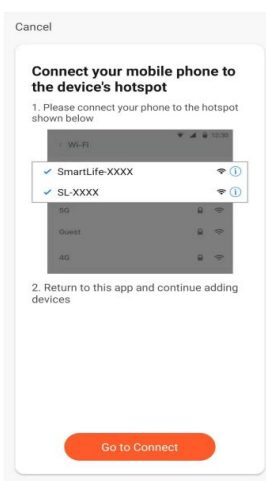 Cancel
Connect your mobile phone to
the device's hotspot
1. Please connect your phone to the hotspot
shown below
12:30
Wi-Fi
SmartLife-XXXX
SL-XXXX
5G
Guest
4G
2. Return to this app and continue adding
devices
Go to Connect